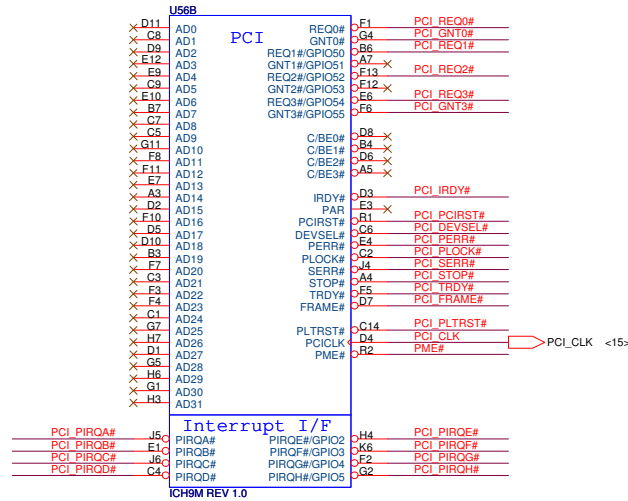 U56B
PCI
D11 AD0 REQ0# F1 PCI_REQ0#
C8 AD1 GNT0# G4 PCI_GNT0#
D9 AD2 REQ1#/GPIO50 B6 PCI_REQ1#
E12 AD3 GNT1#/GPIO51 A7
E9 AD4 REQ2#/GPIO52 F13 PCI_REQ2#
C9 AD5 GNT2#/GPIO53 F12
E10 AD6 REQ3#/GPIO54 E6 PCI_REQ3#
B7 AD7 GNT3#/GPIO55 F6 PCI_GNT3#
C7 AD8
C5 AD9 C/BE0# D8
G11 AD10 C/BE1# B4
F8 AD11 C/BE2# D6
F11 AD12 C/BE3# A5
E7 AD13
A3 AD14 IRDY# D3 PCI_IRDY#
D2 AD15 PAR E3
F10 AD16 PCIRST# R1 PCI_PCIRST#
D5 AD17 DEVSEL# C6 PCI_DEVSEL#
D10 AD18 PERR# E4 PCI_PERR#
B3 AD19 PLOCK# C2 PCI_PLOCK#
F7 AD20 SERR# J4 PCI_SERR#
C3 AD21 STOP# A4 PCI_STOP#
F3 AD22 TRDY# F5 PCI_TRDY#
F4 AD23 FRAME# D7 PCI_FRAME#
C1 AD24
G7 AD25 PLTRST# C14 PCI_PLTRST#
H7 AD26 PCICLK D4 PCI_CLK PCI_CLK <15>
D1 AD27 PME# R2 PME#
G5 AD28
H6 AD29
G1 AD30
H3 AD31
Interrupt I/F
PCI_PIRQA# J5 PIRQA# PIRQE#/GPIO2 H4 PCI_PIRQE#
PCI_PIRQB# E1 PIRQB# PIRQF#/GPIO3 K6 PCI_PIRQF#
PCI_PIRQC# J6 PIRQC# PIRQG#/GPIO4 F2 PCI_PIRQG#
PCI_PIRQD# C4 PIRQD# PIRQH#/GPIO5 G2 PCI_PIRQH#
ICH9M REV 1.0